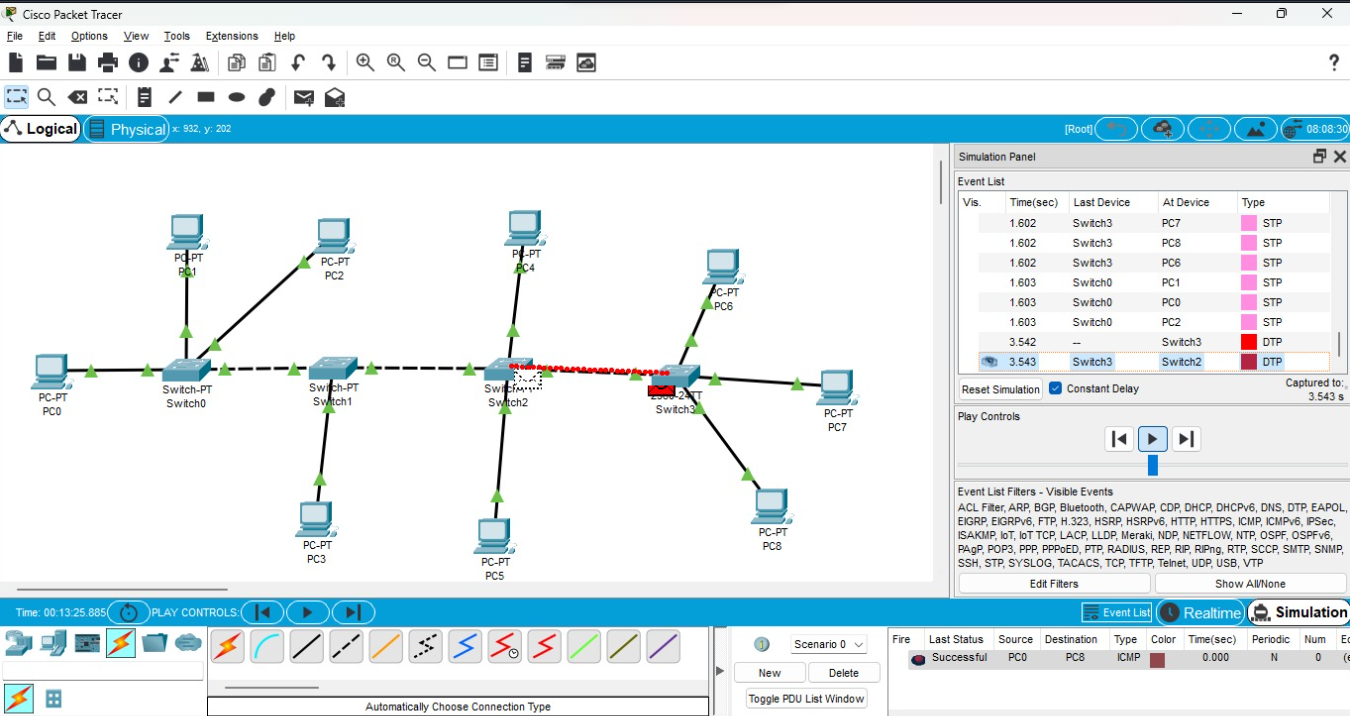 Cisco Packet Tracer
File Edit Options View Tools Extensions Help
?
Logical Physical x: 932, y: 202 [Root] 08:08:30
Simulation Panel
Event List
Vis. Time(sec) Last Device At Device Type
1.602 Switch3 PC7 STP
1.602 Switch3 PC8 STP
1.602 Switch3 PC6 STP
1.603 Switch0 PC1 STP
1.603 Switch0 PC0 STP
1.603 Switch0 PC2 STP
3.542 -- Switch3 DTP
3.543 Switch3 Switch2 DTP
Reset Simulation Constant Delay Captured to:
3.543 s
Play Controls
Event List Filters - Visible Events
ACL Filter, ARP, BGP, Bluetooth, CAPWAP, CDP, DHCP, DHCPv6, DNS, DTP, EAPOL,
EIGRP, EIGRPv6, FTP, H.323, HSRP, HSRPv6, HTTP, HTTPS, ICMP, ICMPv6, IPSec,
ISAKMP, IoT, IoT TCP, LACP, LLDP, Meraki, NDP, NETFLOW, NTP, OSPF, OSPFv6,
PAgP, POP3, PPP, PPPoED, PTP, RADIUS, REP, RIP, RIPng, RTP, SCCP, SMTP, SNMP,
SSH, STP, SYSLOG, TACACS, TCP, TFTP, Telnet, UDP, USB, VTP
Edit Filters Show All/None
PC-PT
PC1
PC-PT
PC2
PC-PT
PC4
PC-PT
PC6
PC-PT
PC0
Switch-PT
Switch0
Switch-PT
Switch1
Switch2
Switch3
PC-PT
PC7
PC-PT
PC3
PC-PT
PC5
PC-PT
PC8
Time: 00:13:25.885 PLAY CONTROLS: Event List Realtime Simulation
Automatically Choose Connection Type
Scenario 0
New Delete
Toggle PDU List Window
Fire Last Status Source Destination Type Color Time(sec) Periodic Num
Successful PC0 PC8 ICMP 0.000 N 0